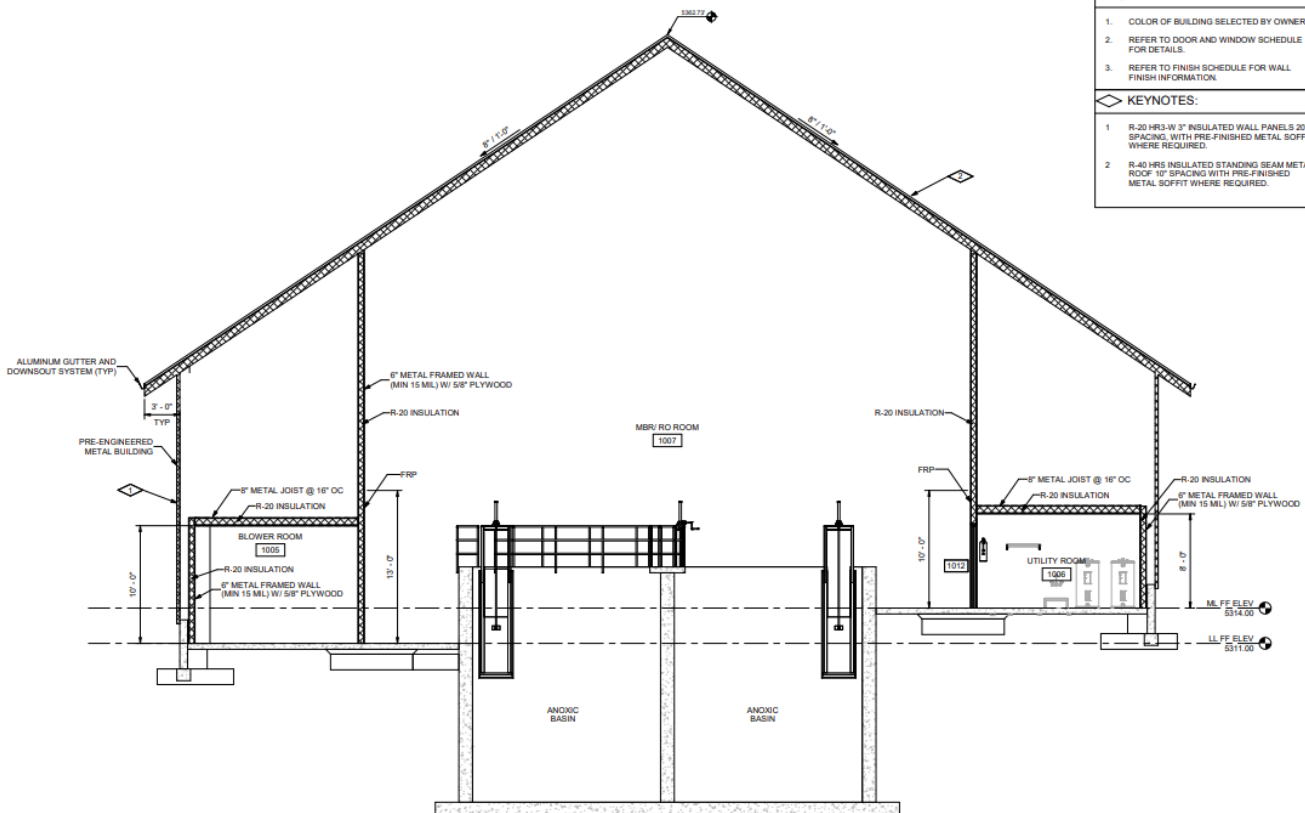 5362.73'
1. COLOR OF BUILDING SELECTED BY OWNER
2. REFER TO DOOR AND WINDOW SCHEDULE
FOR DETAILS.
3. REFER TO FINISH SCHEDULE FOR WALL
FINISH INFORMATION.
KEYNOTES:
1 R-20 HR3-W 3" INSULATED WALL PANELS 20
SPACING, WITH PRE-FINISHED METAL SOFF
WHERE REQUIRED.
2 R-40 HR5 INSULATED STANDING SEAM META
ROOF 10" SPACING WITH PRE-FINISHED
METAL SOFFIT WHERE REQUIRED.
8" / 1'-0"
8" / 1'-0"
2
ALUMINUM GUTTER AND
DOWNSOUT SYSTEM (TYP)
3' - 0"
TYP
PRE-ENGINEERED
METAL BUILDING
1
6" METAL FRAMED WALL
(MIN 15 MIL) W/ 5/8" PLYWOOD
R-20 INSULATION
FRP
8" METAL JOIST @ 16" OC
R-20 INSULATION
BLOWER ROOM
1005
R-20 INSULATION
6" METAL FRAMED WALL
(MIN 15 MIL) W/ 5/8" PLYWOOD
10' - 0"
13' - 0"
MBR/ RO ROOM
1007
R-20 INSULATION
FRP
8" METAL JOIST @ 16" OC
R-20 INSULATION
R-20 INSULATION
6" METAL FRAMED WALL
(MIN 15 MIL) W/ 5/8" PLYWOOD
10' - 0"
1012
UTILITY ROOM
1006
8' - 0"
ML FF ELEV
5314.00
LL FF ELEV
5311.00
ANOXIC
BASIN
ANOXIC
BASIN